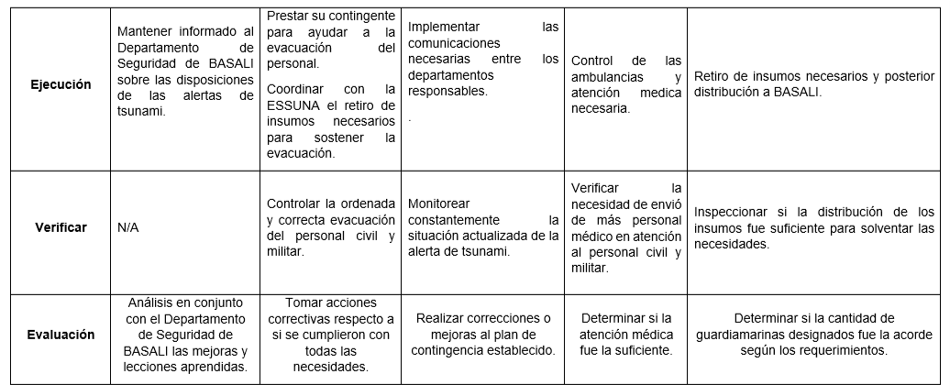 Ejecución
Mantener informado al
Departamento de
Seguridad de BASALI
sobre las disposiciones
de las alertas de
tsunami.
Prestar su contingente
para ayudar a la
evacuación del
personal.
Coordinar con la
ESSUNA el retiro de
insumos necesarios
para sostener la
evacuación.
Implementar las
comunicaciones
necesarias entre los
departamentos
responsables.
.
Control de las
ambulancias y
atención medica
necesaria.
Retiro de insumos necesarios y posterior
distribución a BASALI.
Verificar
N/A
Controlar la ordenada
y correcta evacuación
del personal civil y
militar.
Monitorear
constantemente la
situación actualizada de la
alerta de tsunami.
Verificar la
necesidad de envió
de más personal
médico en atención
al personal civil y
militar.
Inspeccionar si la distribución de los
insumos fue suficiente para solventar las
necesidades.
Evaluación
Análisis en conjunto
con el Departamento
de Seguridad de
BASALI las mejoras y
lecciones aprendidas.
Tomar acciones
correctivas respecto a
si se cumplieron con
todas las
necesidades.
Realizar correcciones o
mejoras al plan de
contingencia establecido.
Determinar si la
atención médica
fue la suficiente.
Determinar si la cantidad de
guardiamarinas designados fue la acorde
según los requerimientos.